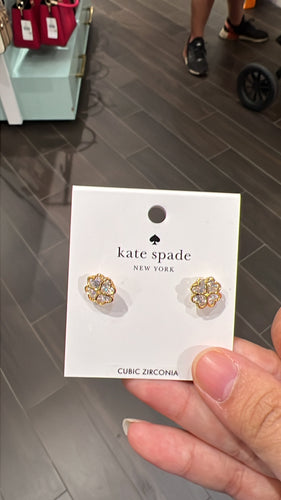 kate spade
NEW YORK
CUBIC ZIRCONIA